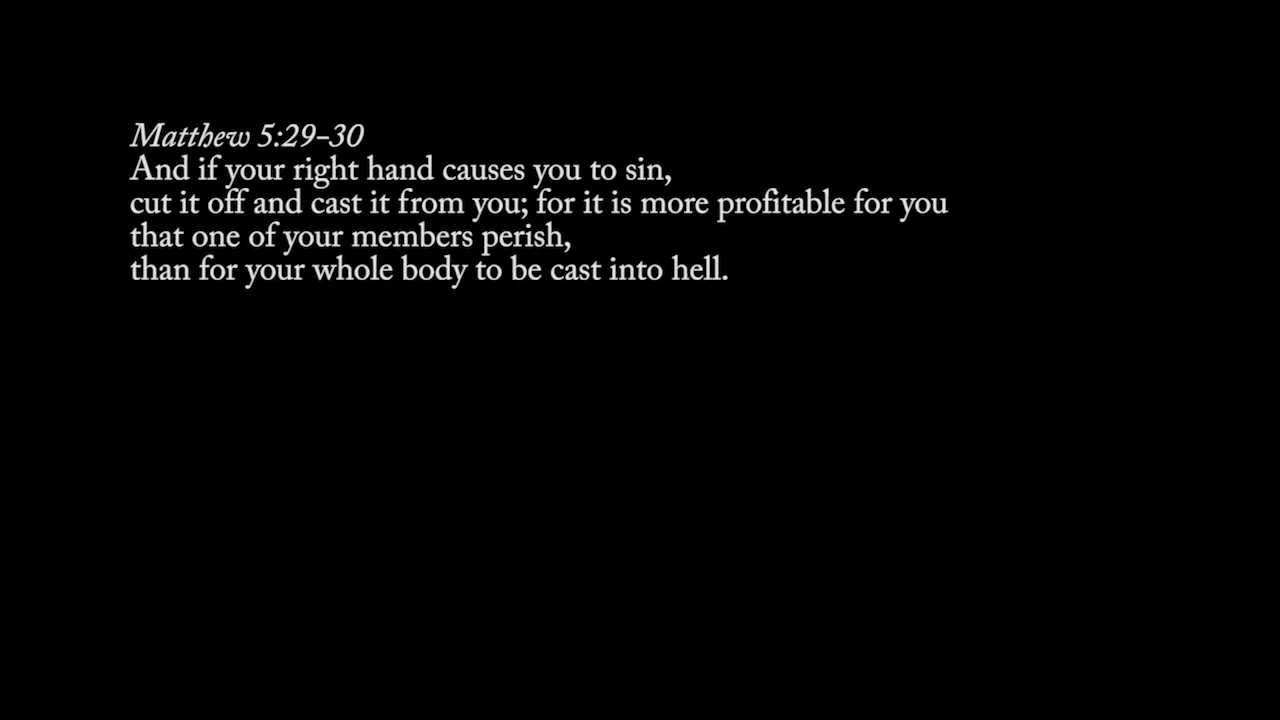 Matthew 5:29–30
And if your right hand causes you to sin,
cut it off and cast it from you; for it is more profitable for you
that one of your members perish,
than for your whole body to be cast into hell.